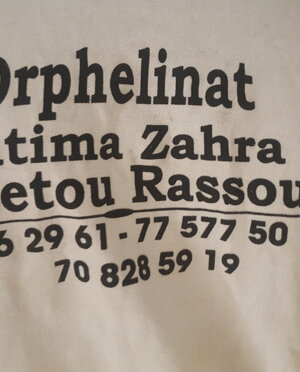 Orphelinat
atima Zahra
etou Rassou
6 29 61 - 77 577 50
70 828 59 19